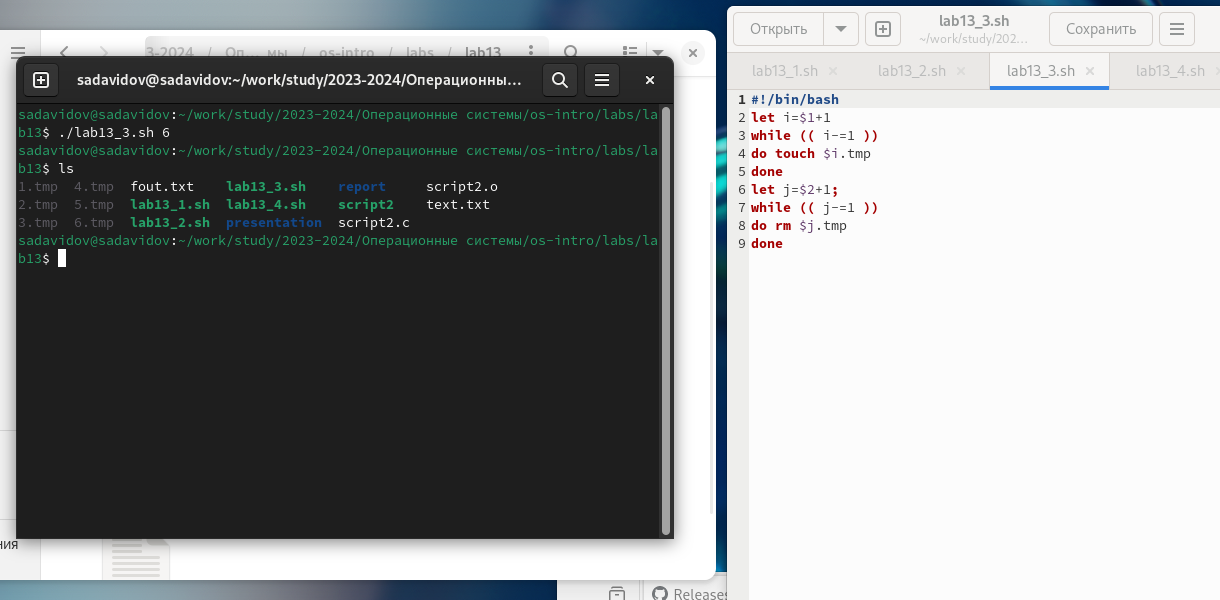 3-2024 / Оп... мы / os-intro / labs / lab13
sadavidov@sadavidov:~/work/study/2023-2024/Операционны...
sadavidov@sadavidov:~/work/study/2023-2024/Операционные системы/os-intro/labs/la
b13$ ./lab13_3.sh 6
sadavidov@sadavidov:~/work/study/2023-2024/Операционные системы/os-intro/labs/la
b13$ ls
1.tmp 4.tmp fout.txt lab13_3.sh report script2.o
2.tmp 5.tmp lab13_1.sh lab13_4.sh script2 text.txt
3.tmp 6.tmp lab13_2.sh presentation script2.c
sadavidov@sadavidov:~/work/study/2023-2024/Операционные системы/os-intro/labs/la
b13$
ния
Открыть
lab13_3.sh
~/work/study/202...
Сохранить
lab13_1.sh lab13_2.sh lab13_3.sh lab13_4.sh
1 #!/bin/bash
2 let i=$1+1
3 while (( i-=1 ))
4 do touch $i.tmp
5 done
6 let j=$2+1;
7 while (( j-=1 ))
8 do rm $j.tmp
9 done
Releases